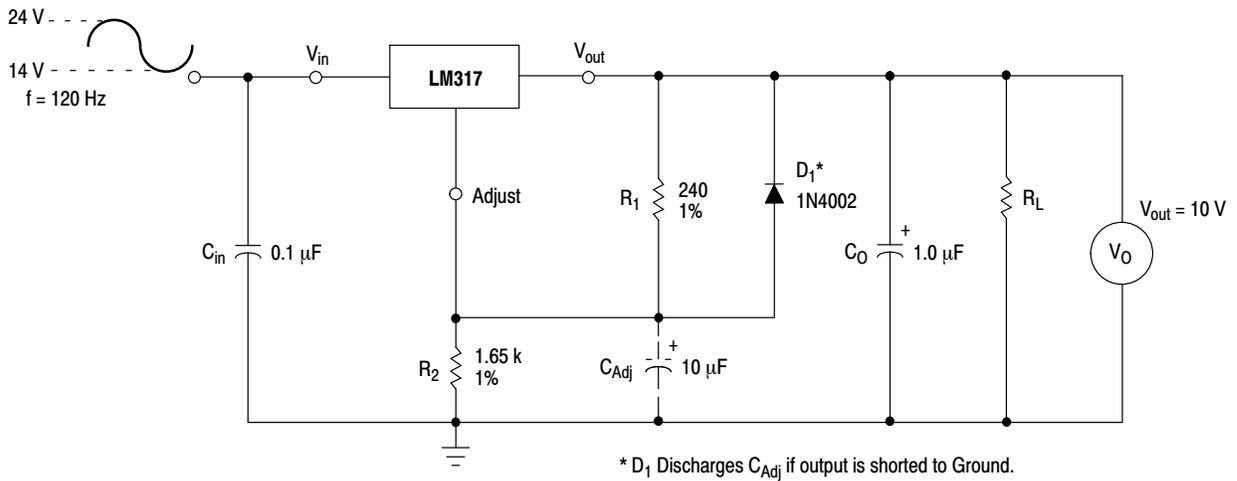 24 V
14 V
f = 120 Hz
Vin
LM317
Vout
Adjust
R1
240
1%
D1*
1N4002
RL
Vout = 10 V
VO
Cin
0.1 μF
CO
+
1.0 μF
R2
1.65 k
1%
CAdj
+
10 μF
* D1 Discharges CAdj if output is shorted to Ground.